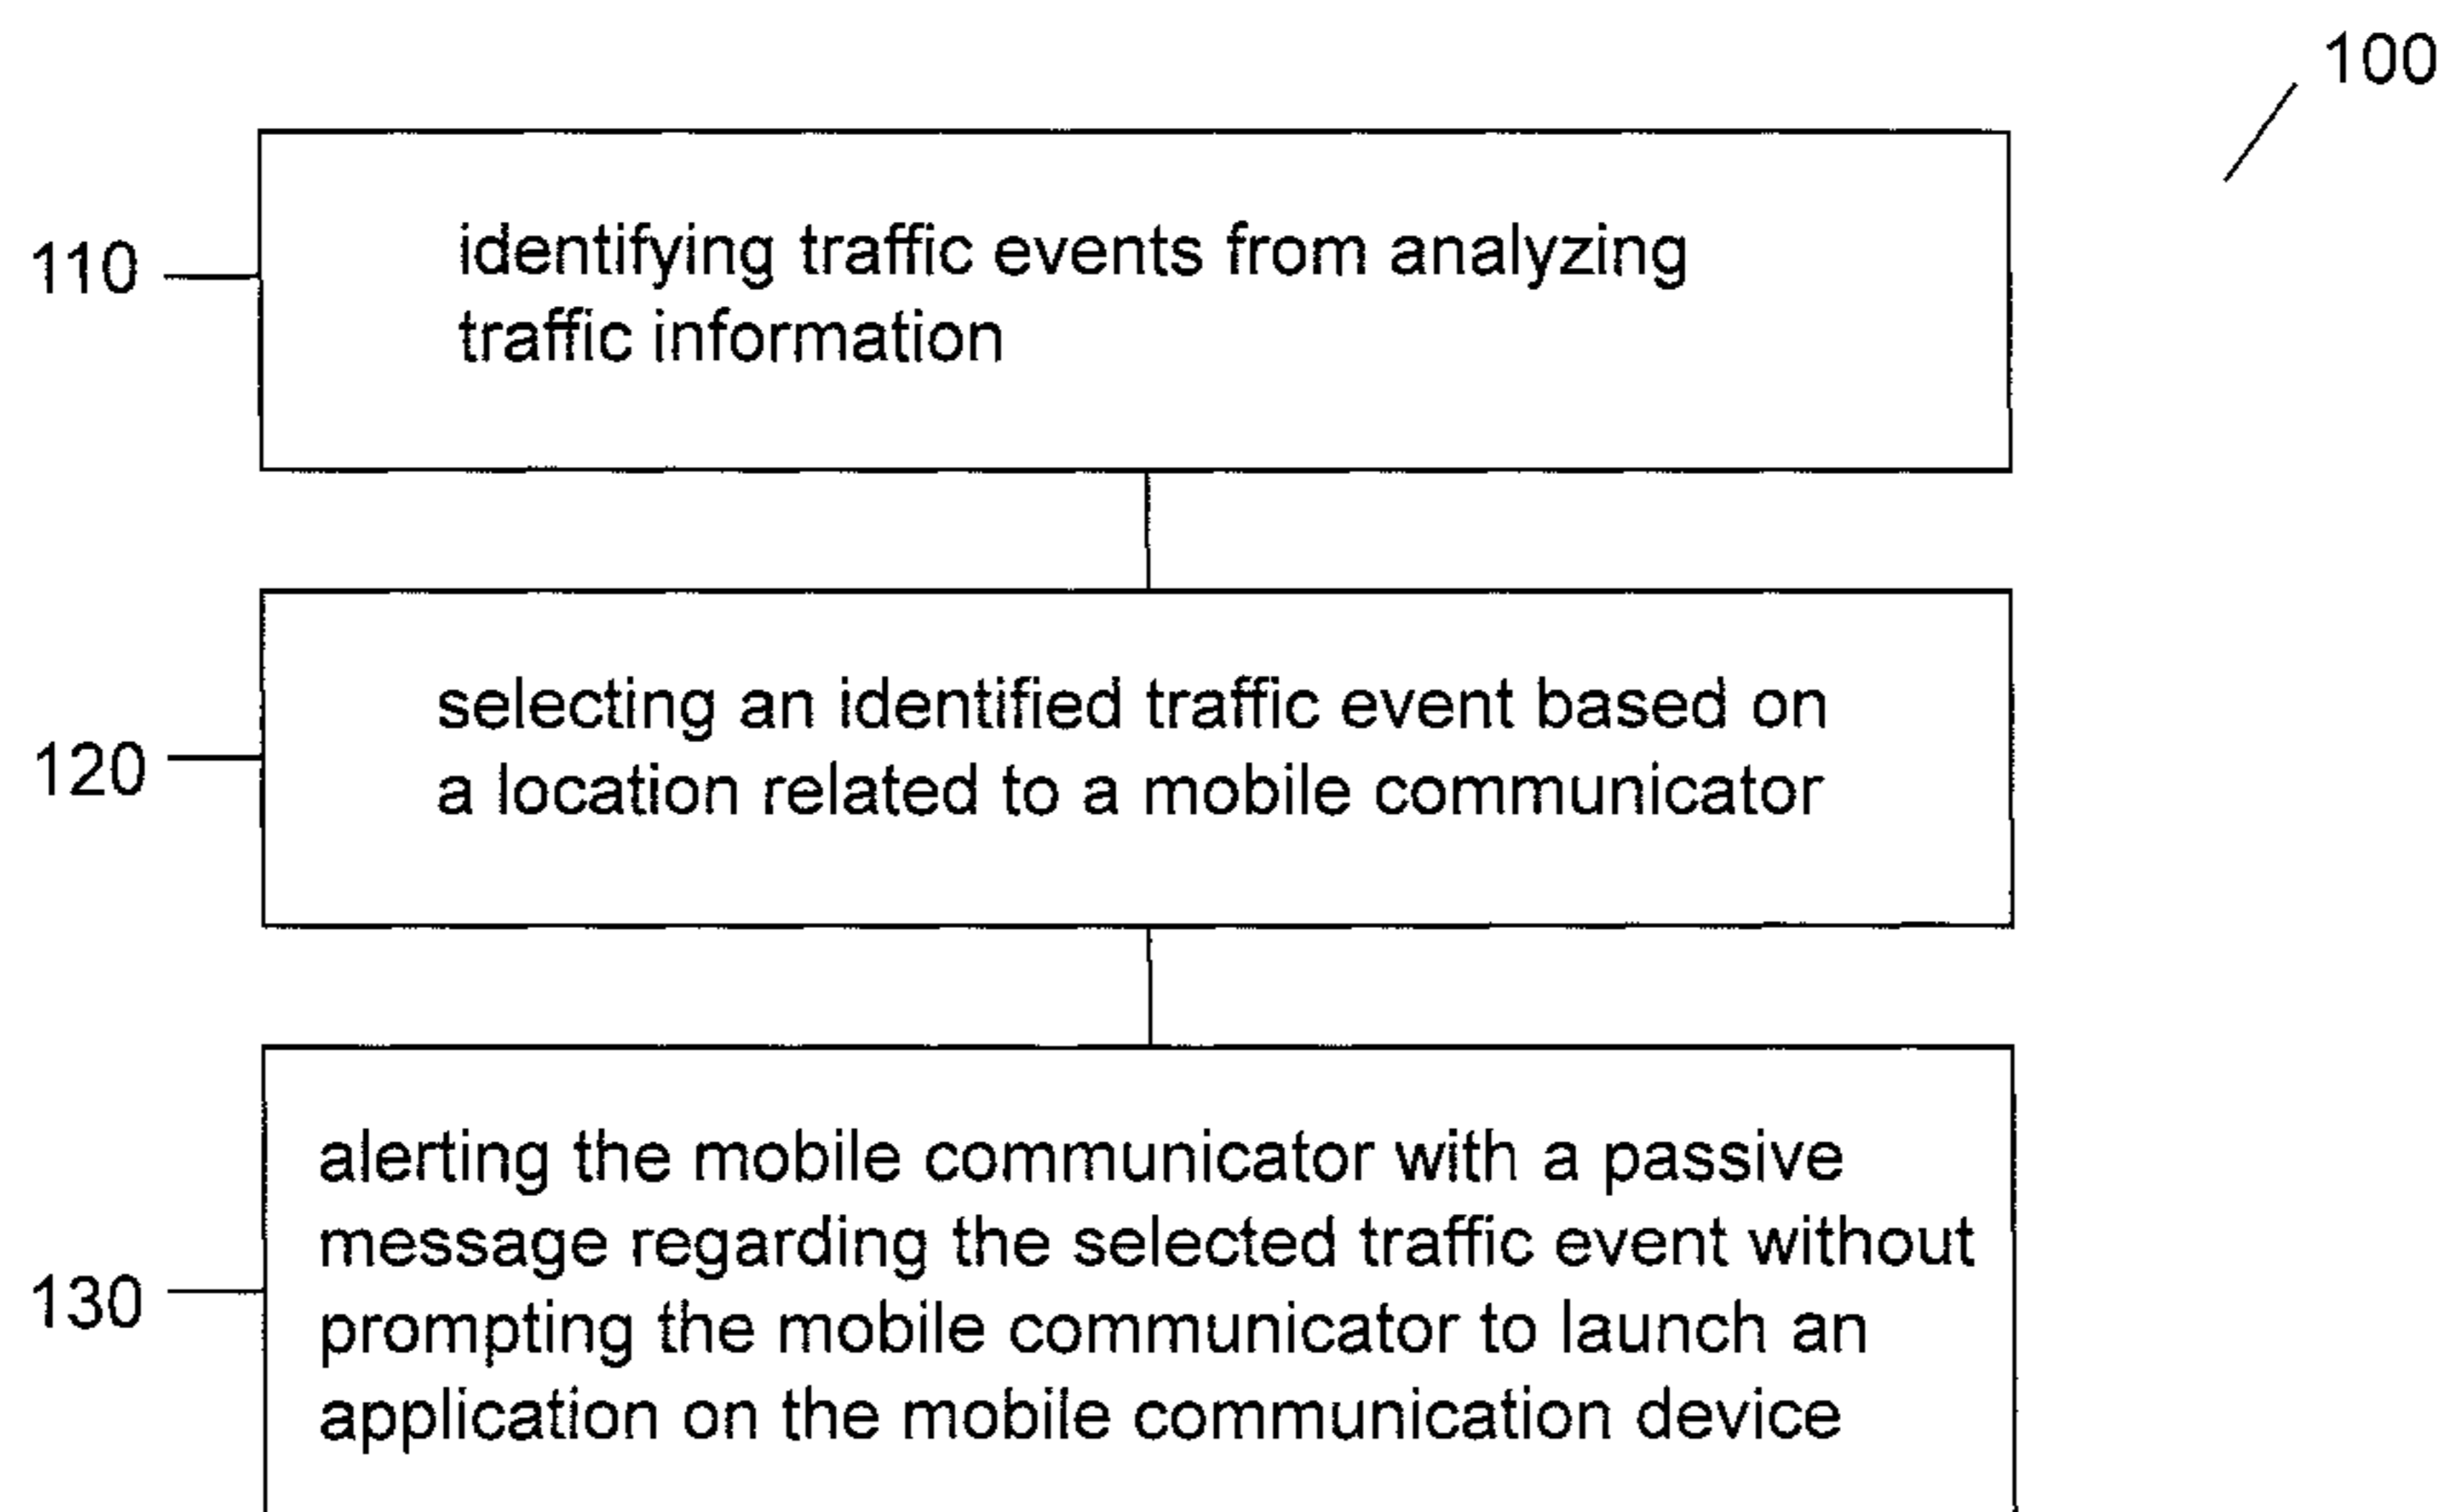 100
110
identifying traffic events from analyzing
traffic information
120
selecting an identified traffic event based on
a location related to a mobile communicator
130
alerting the mobile communicator with a passive
message regarding the selected traffic event without
prompting the mobile communicator to launch an
application on the mobile communication device